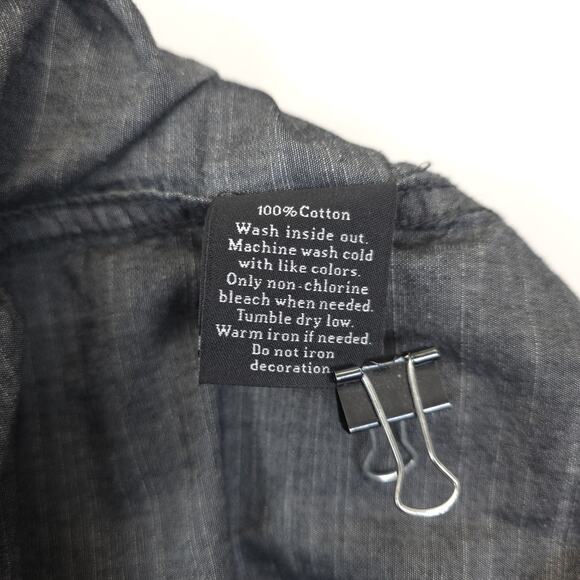 100% Cotton
Wash inside out.
Machine wash cold
with like colors.
Only non-chlorine
bleach when needed.
Tumble dry low.
Warm iron if needed.
Do not iron
decoration.